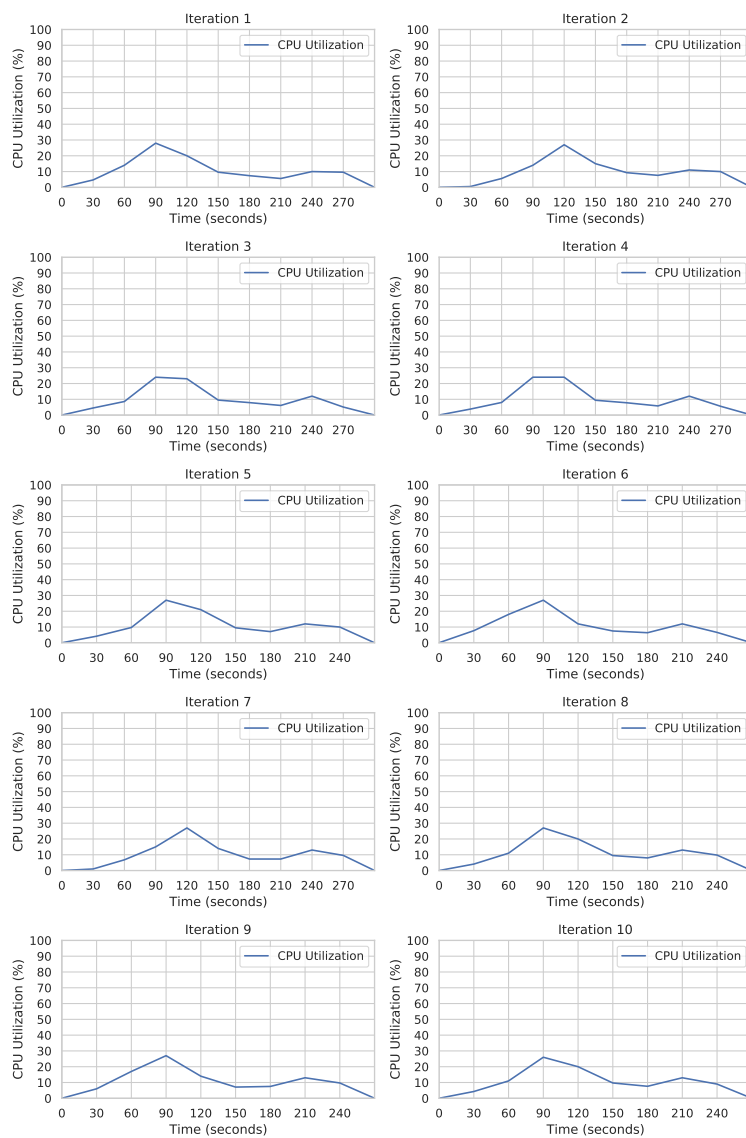 Iteration 1
100
90
80
70
60
50
40
30
20
10
0
CPU Utilization (%)
CPU Utilization
0 30 60 90 120 150 180 210 240 270
Time (seconds)
Iteration 2
100
90
80
70
60
50
40
30
20
10
0
CPU Utilization (%)
CPU Utilization
0 30 60 90 120 150 180 210 240 270
Time (seconds)
Iteration 3
100
90
80
70
60
50
40
30
20
10
0
CPU Utilization (%)
CPU Utilization
0 30 60 90 120 150 180 210 240 270
Time (seconds)
Iteration 4
100
90
80
70
60
50
40
30
20
10
0
CPU Utilization (%)
CPU Utilization
0 30 60 90 120 150 180 210 240 270
Time (seconds)
Iteration 5
100
90
80
70
60
50
40
30
20
10
0
CPU Utilization (%)
CPU Utilization
0 30 60 90 120 150 180 210 240
Time (seconds)
Iteration 6
100
90
80
70
60
50
40
30
20
10
0
CPU Utilization (%)
CPU Utilization
0 30 60 90 120 150 180 210 240
Time (seconds)
Iteration 7
100
90
80
70
60
50
40
30
20
10
0
CPU Utilization (%)
CPU Utilization
0 30 60 90 120 150 180 210 240 270
Time (seconds)
Iteration 8
100
90
80
70
60
50
40
30
20
10
0
CPU Utilization (%)
CPU Utilization
0 30 60 90 120 150 180 210 240
Time (seconds)
Iteration 9
100
90
80
70
60
50
40
30
20
10
0
CPU Utilization (%)
CPU Utilization
0 30 60 90 120 150 180 210 240
Time (seconds)
Iteration 10
100
90
80
70
60
50
40
30
20
10
0
CPU Utilization (%)
CPU Utilization
0 30 60 90 120 150 180 210 240
Time (seconds)